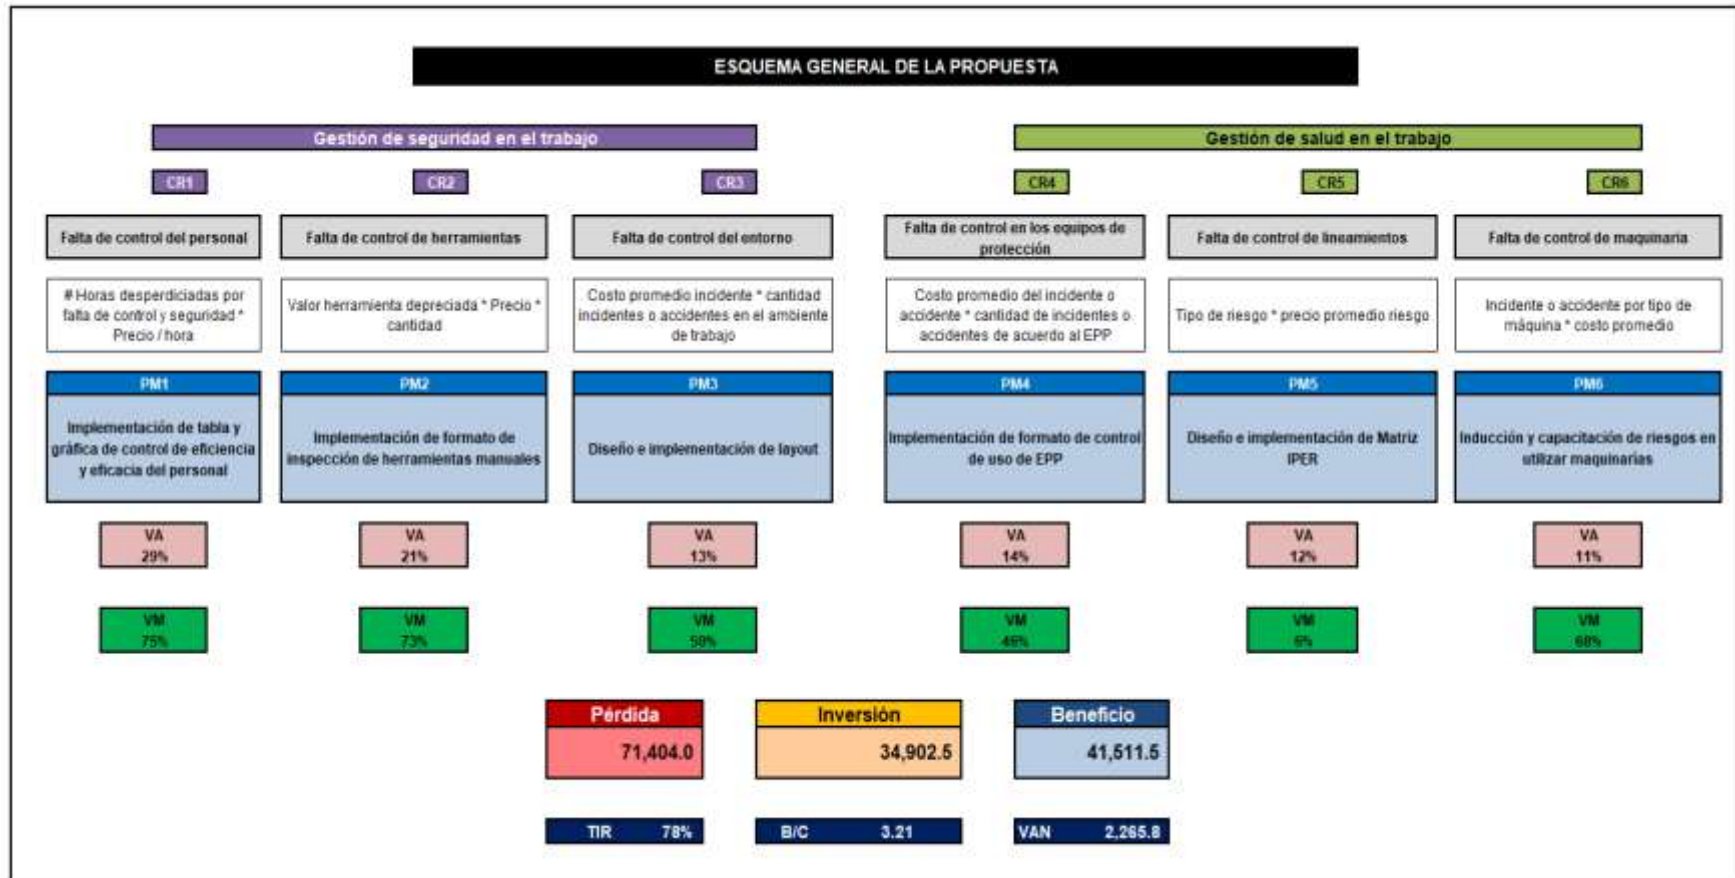 ESQUEMA GENERAL DE LA PROPUESTA
Gestión de seguridad en el trabajo
Gestión de salud en el trabajo
CR1
CR2
CR3
CR4
CR5
CR6
Falta de control del personal
Falta de control de herramientas
Falta de control del entorno
Falta de control en los equipos de
protección
Falta de control de lineamientos
Falta de control de maquinaria
# Horas desperdiciadas por
falta de control y seguridad *
Precio / hora
Valor herramienta depreciada * Precio *
cantidad
Costo promedio incidente * cantidad
incidentes o accidentes en el ambiente
de trabajo
Costo promedio del incidente o
accidente * cantidad de incidentes o
accidentes de acuerdo al EPP
Tipo de riesgo * precio promedio riesgo
Incidente o accidente por tipo de
máquina * costo promedio
PM1
PM2
PM3
PM4
PM5
PM6
Implementación de tabla y
gráfica de control de eficiencia
y eficacia del personal
Implementación de formato de
inspección de herramientas manuales
Diseño e implementación de layout
Implementación de formato de control
de uso de EPP
Diseño e implementación de Matriz
IPER
Inducción y capacitación de riesgos en
utilizar maquinarias
VA
29%
VA
21%
VA
13%
VA
14%
VA
12%
VA
11%
VM
75%
VM
73%
VM
VM
VM
6%
VM
68%
Pérdida
71,404.0
Inversión
34,902.5
Beneficio
41,511.5
TIR 78%
B/C 3.21
VAN 2,265.8